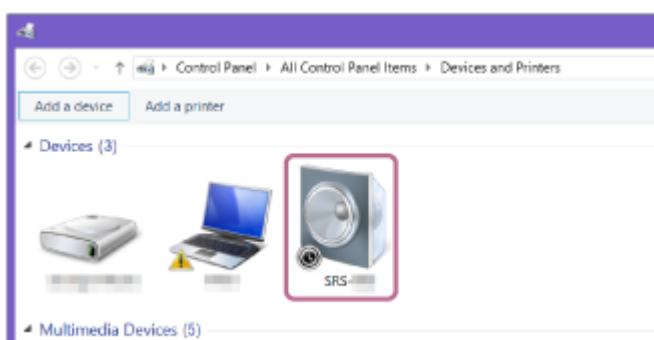 Control Panel ▸ All Control Panel Items ▸ Devices and Printers
Add a device Add a printer
Devices (3)
SRS-
Multimedia Devices (5)